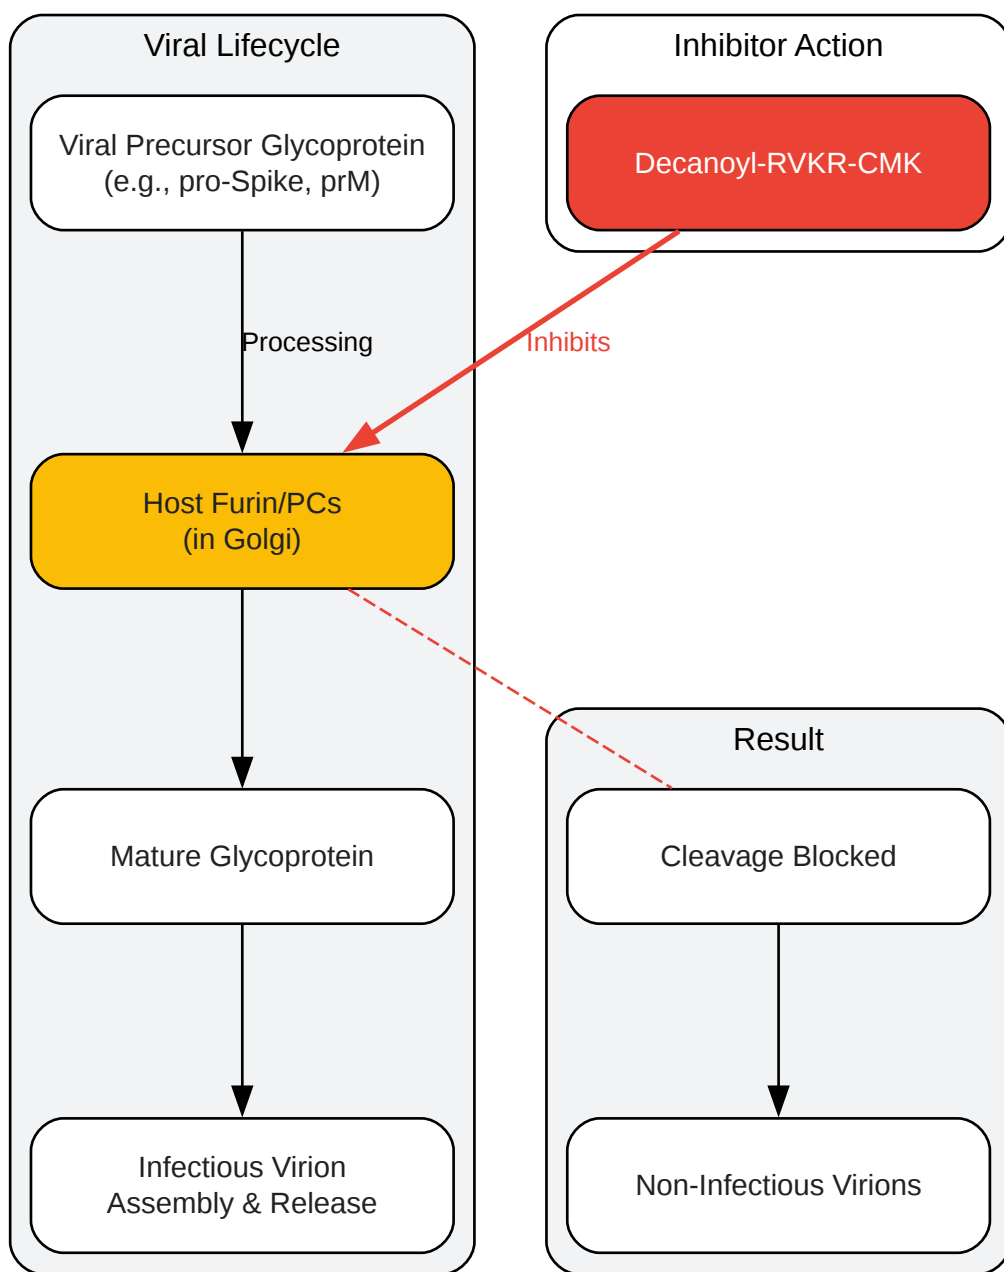 Viral Lifecycle
Viral Precursor Glycoprotein
(e.g., pro-Spike, prM)
Processing
Host Furin/PCs
(in Golgi)
Mature Glycoprotein
Infectious Virion
Assembly & Release
Inhibitor Action
Decanoyl-RVKR-CMK
Inhibits
Result
Cleavage Blocked
Non-Infectious Virions